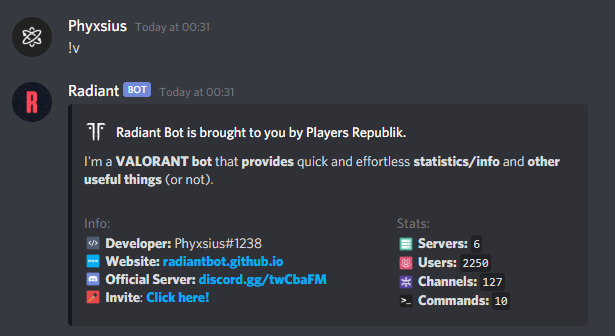 Phyxsius Today at 00:31
!v
R
Radiant BOT Today at 00:31
Radiant Bot is brought to you by Players Republik.
I'm a VALORANT bot that provides quick and effortless statistics/info and other
useful things (or not).
Info:
Developer: Phyxsius#1238
Website: radiantbot.github.io
Official Server: discord.gg/twCbaFM
Invite: Click here!
Stats:
Servers: 6
Users: 2250
Channels: 127
Commands: 10